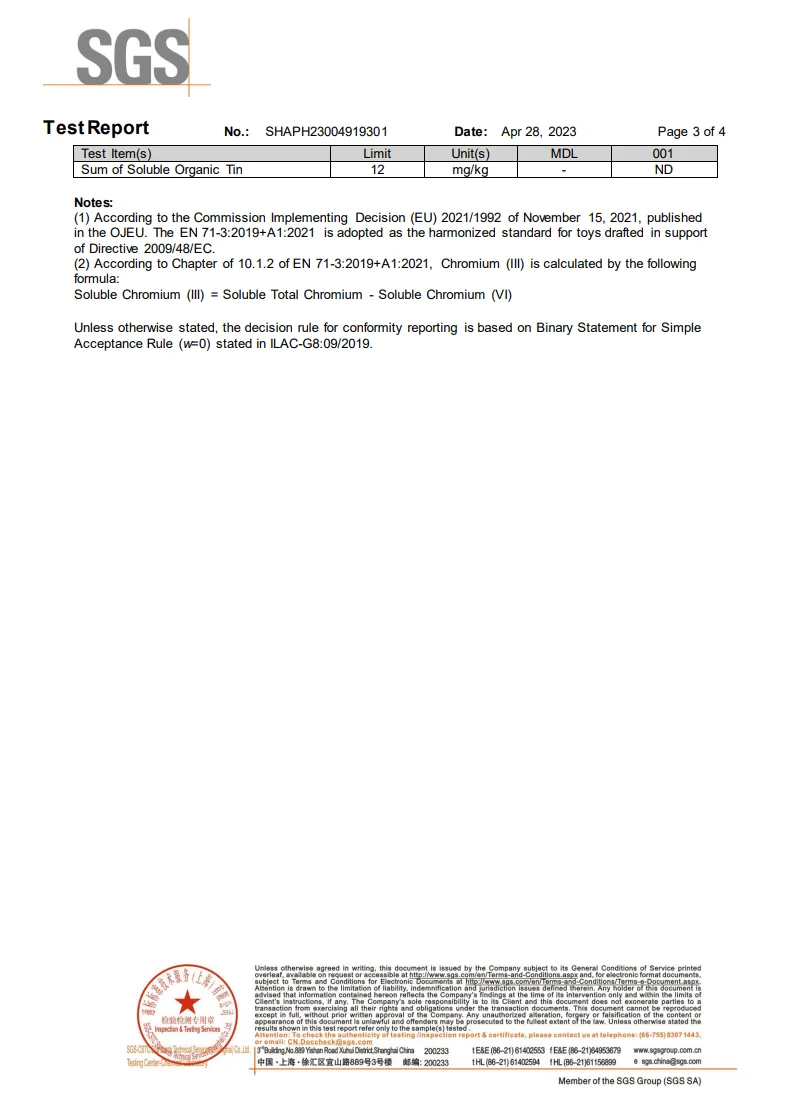 SGS
Test Report No.: SHAPH23004919301 Date: Apr 28, 2023 Page 3 of 4
Test Item(s) Limit Unit(s) MDL 001
Sum of Soluble Organic Tin 12 mg/kg - ND
Notes:
(1) According to the Commission Implementing Decision (EU) 2021/1992 of November 15, 2021, published
in the OJEU. The EN 71-3:2019+A1:2021 is adopted as the harmonized standard for toys drafted in support
of Directive 2009/48/EC.
(2) According to Chapter of 10.1.2 of EN 71-3:2019+A1:2021, Chromium (III) is calculated by the following
formula:
Soluble Chromium (III) = Soluble Total Chromium - Soluble Chromium (VI)
Unless otherwise stated, the decision rule for conformity reporting is based on Binary Statement for Simple
Acceptance Rule (w=0) stated in ILAC-G8:09/2019.
检验检测专用章
Inspection & Testing Services
Unless otherwise agreed in writing, this document is issued by the Company subject to its General Conditions of Service printed
overleaf, available on request or accessible at http://www.sgs.com/en/Terms-and-Conditions.aspx and, for electronic format documents,
subject to Terms and Conditions for Electronic Documents at http://www.sgs.com/en/Terms-and-Conditions/Terms-e-Document.aspx.
Attention is drawn to the limitation of liability, indemnification and jurisdiction issues defined therein. Any holder of this document is
advised that information contained hereon reflects the Company's findings at the time of its intervention only and within the limits of
Client's Instructions, if any. The Company's sole responsibility is to its Client and this document does not exonerate parties to a
transaction from exercising all their rights and obligations under the transaction documents. This document cannot be reproduced
except in full, without prior written approval of the Company. Any unauthorized alteration, forgery or falsification of the content or
appearance of this document is unlawful and offenders may be prosecuted to the fullest extent of the law. Unless otherwise stated the
results shown in this test report refer only to the sample(s) tested .
Attention: To check the authenticity of testing /inspection report & certificate, please contact us at telephone: (86-755) 8307 1443,
or email: CN.Doccheck@sgs.com
3rd Building,No.889 Yishan Road Xuhui District,Shanghai China 200233 t E&E (86–21) 61402553 f E&E (86–21)64953679 www.sgsgroup.com.cn
中国・上海・徐汇区宜山路889号3号楼 邮编: 200233 t HL (86–21) 61402594 f HL (86–21)61156899 e sgs.china@sgs.com
Member of the SGS Group (SGS SA)